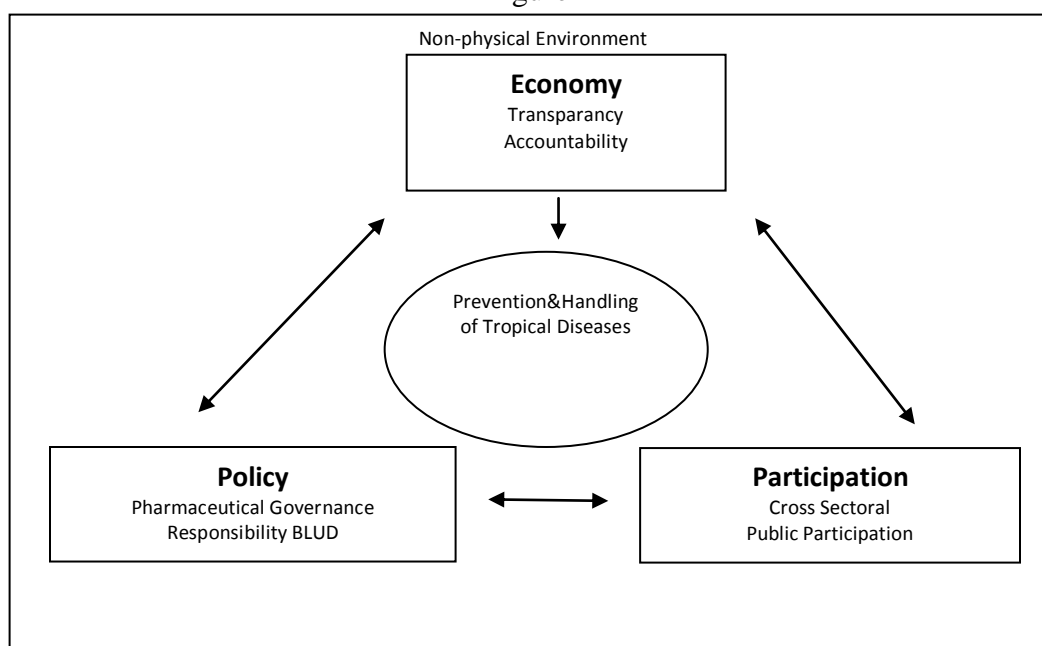 Non-physical Environment
Economy
Transparancy
Accountability
Prevention&Handling
of Tropical Diseases
Policy
Pharmaceutical Governance
Responsibility BLUD
Participation
Cross Sectoral
Public Participation